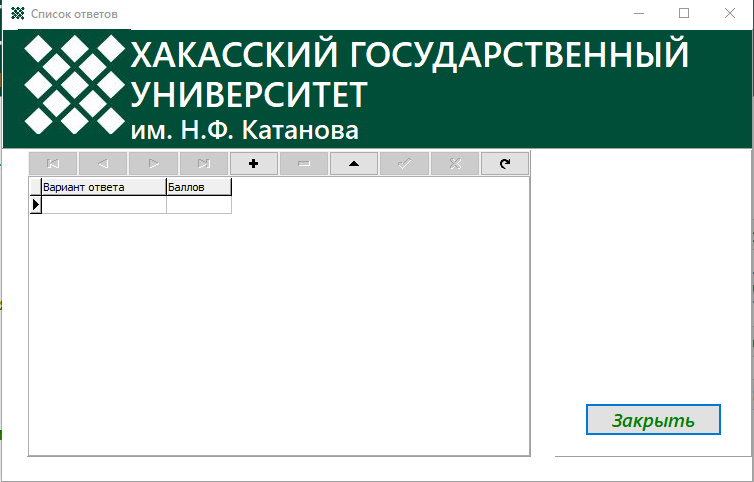 Список ответов
ХАКАССКИЙ ГОСУДАРСТВЕННЫЙ
УНИВЕРСИТЕТ
им. Н.Ф. Катанова
Вариант ответа Баллов
Закрыть